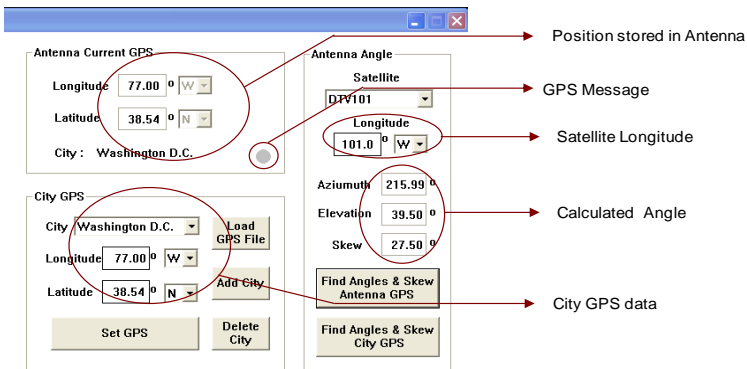 Antenna Current GPS
Longitude 77.00 o W
Latitude 38.54 o N
City : Washington D.C.
City GPS
City Washington D.C.
Load GPS File
Longitude 77.00 o W
Latitude 38.54 o N
Add City
Set GPS
Delete City
Antenna Angle
Satellite
DTV101
Longitude
101.0 o W
Aziumuth 215.99 o
Elevation 39.50 o
Skew 27.50 o
Find Angles & Skew
Antenna GPS
Find Angles & Skew
City GPS
Position stored in Antenna
GPS Message
Satellite Longitude
Calculated Angle
City GPS data